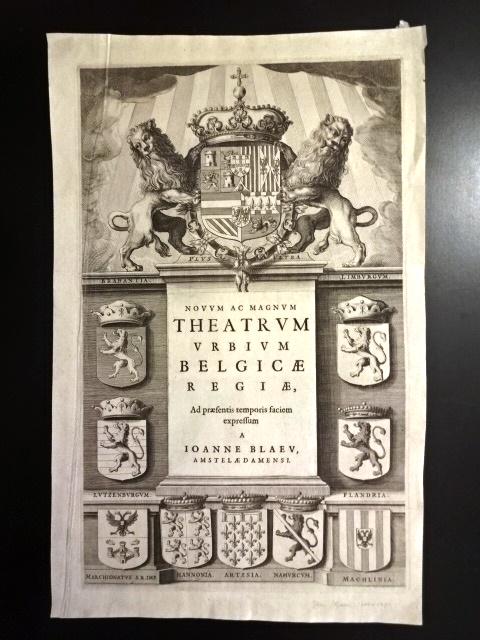 PLVS VLTRA
BRABANTIA.
LIMBVRGVM.
NOVVM AC MAGNVM
THEATRVM
VRBIVM
BELGICÆ
REGIÆ,
Ad præsentis temporis faciem
expressum
A
IOANNE BLAEV,
AMSTELÆDAMENSI.
LVTZENBVRGVM.
FLANDRIA.
MARCHIONATVS S.R.IMP.
HANNONIA.
ARTESIA.
NAMVRCVM.
MACHLINIA.